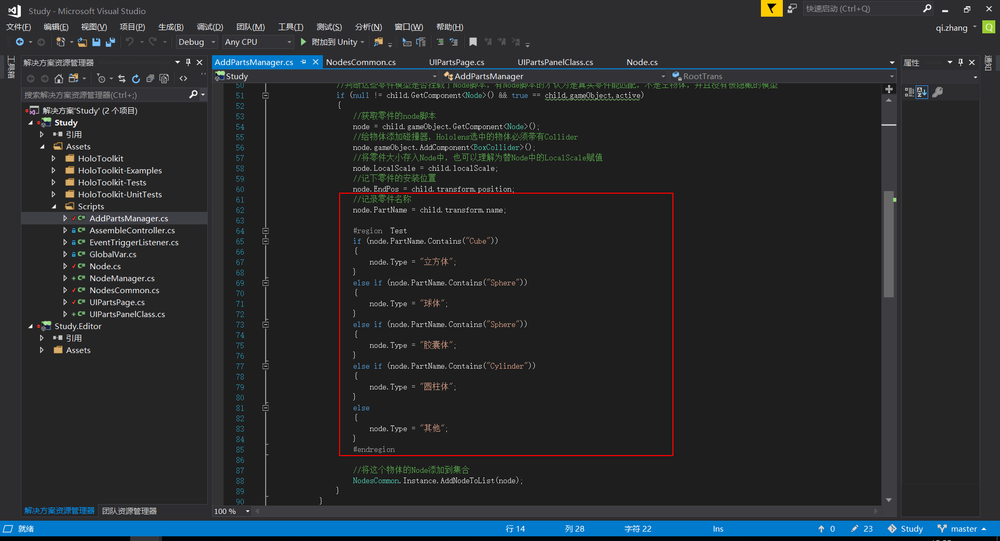 Study - Microsoft Visual Studio
快速启动 (Ctrl+Q)
文件(F) 编辑(E) 视图(V) 项目(P) 生成(B) 调试(D) 团队(M) 工具(T) 测试(S) 分析(N) 窗口(W) 帮助(H)
qi.zhang Q
Debug Any CPU 附加到 Unity
工具箱
解决方案资源管理器
搜索解决方案资源管理器(Ctrl+;)
解决方案'Study' (2 个项目)
Study
引用
Assets
HoloToolkit
HoloToolkit-Examples
HoloToolkit-Tests
HoloToolkit-UnitTests
Scripts
C# AddPartsManager.cs
C# AssembleController.cs
C# EventTriggerListener.cs
C# GlobalVar.cs
C# Node.cs
C# NodeManager.cs
C# NodesCommon.cs
C# UIPartsPage.cs
C# UIPartsPanelClass.cs
Study.Editor
引用
Assets
解决方案资源管理器 团队资源管理器
AddPartsManager.cs NodesCommon.cs UIPartsPage.cs UIPartsPanelClass.cs Node.cs
Study AddPartsManager RootTrans
50 //判断这些零件模型是否挂载了Node脚本，有Node脚本的才认为是真实零件能匹配，不是空物体，并且没有被隐藏的模型
51 if (null != child.GetComponent<Node>() && true == child.gameObject.active)
52 {
53 //获取零件的node脚本
54 node = child.gameObject.GetComponent<Node>();
55 //给物体添加碰撞器，Hololens选中的物体必须带有Collider
56 node.gameObject.AddComponent<BoxCollider>();
57 //将零件大小存入Node中，也可以理解为替Node中的LocalScale赋值
58 node.LocalScale = child.localScale;
59 //记下零件的安装位置
60 node.EndPos = child.transform.position;
61 //记录零件名称
62 node.PartName = child.transform.name;
63
64 #region Test
65 if (node.PartName.Contains("Cube"))
66 {
67 node.Type = "立方体";
68 }
69 else if (node.PartName.Contains("Sphere"))
70 {
71 node.Type = "球体";
72 }
73 else if (node.PartName.Contains("Sphere"))
74 {
75 node.Type = "胶囊体";
76 }
77 else if (node.PartName.Contains("Cylinder"))
78 {
79 node.Type = "圆柱体";
80 }
81 else
82 {
83 node.Type = "其他";
84 }
85 #endregion
86
87 //将这个物体的Node添加到集合
88 NodesCommon.Instance.AddNodeToList(node);
89 }
90 }
100 %
属性
通知
就绪 行 14 列 28 字符 22 Ins 0 23 Study master